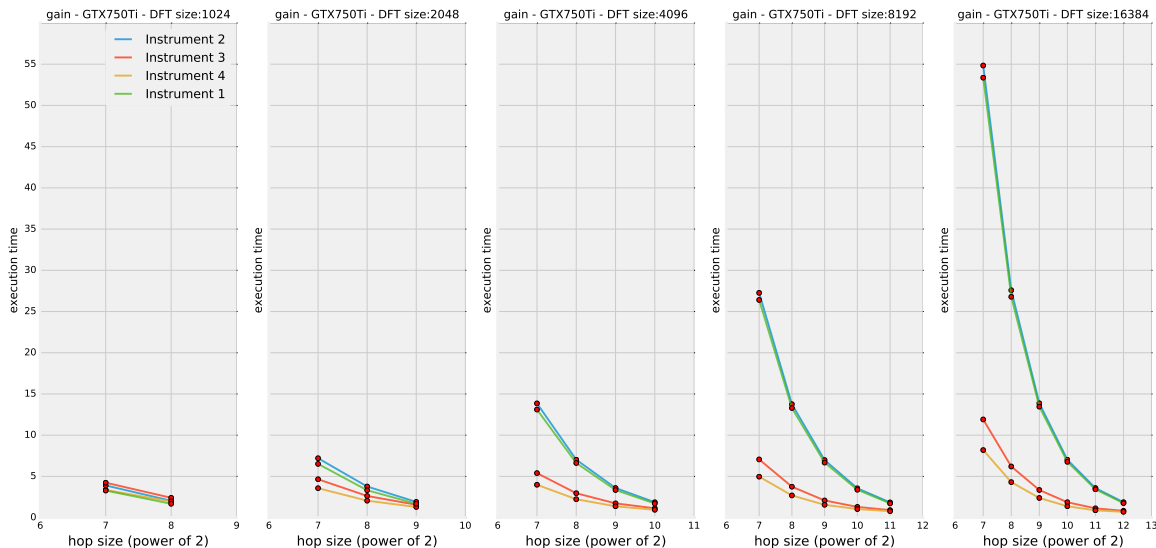 gain - GTX750Ti - DFT size:1024
gain - GTX750Ti - DFT size:2048
gain - GTX750Ti - DFT size:4096
gain - GTX750Ti - DFT size:8192
gain - GTX750Ti - DFT size:16384
Instrument 2
Instrument 3
Instrument 4
Instrument 1
55
50
45
40
35
30
25
20
15
10
5
0
execution time
execution time
execution time
execution time
execution time
6 7 8 9
6 7 8 9 10
6 7 8 9 10 11
6 7 8 9 10 11 12
6 7 8 9 10 11 12 13
hop size (power of 2)
hop size (power of 2)
hop size (power of 2)
hop size (power of 2)
hop size (power of 2)